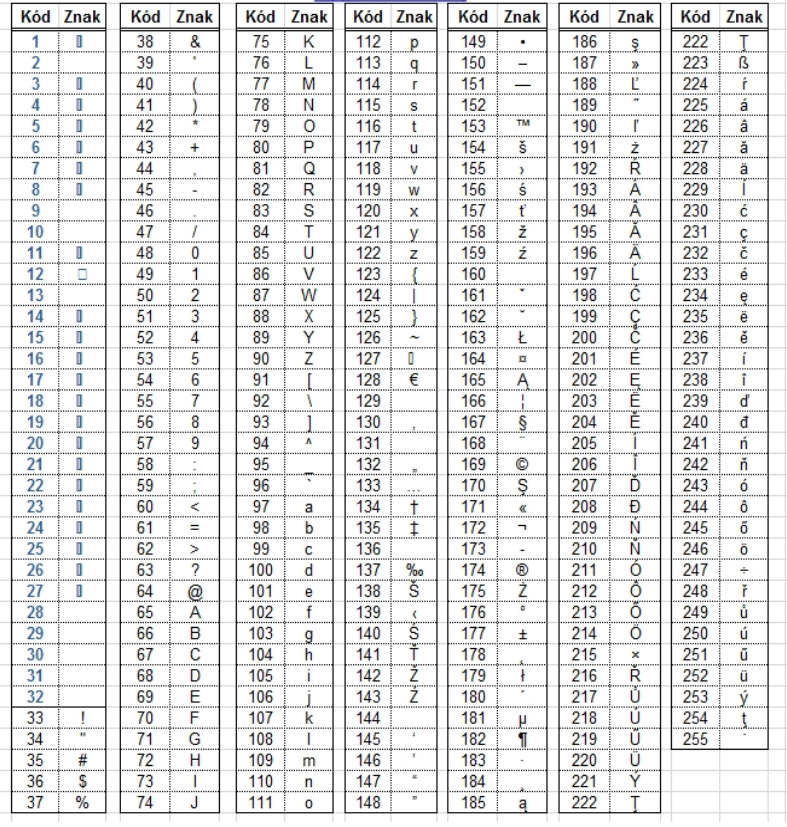 Kód Znak Kód Znak Kód Znak Kód Znak Kód Znak Kód Znak Kód Znak
1 ▯ 38 & 75 K 112 p 149 • 186 ş 222 Ţ
2 39 ' 76 L 113 q 150 – 187 » 223 ß
3 ▯ 40 ( 77 M 114 r 151 — 188 Ľ 224 ŕ
4 ▯ 41 ) 78 N 115 s 152 189 ˝ 225 á
5 ▯ 42 * 79 O 116 t 153 ™ 190 ľ 226 â
6 ▯ 43 + 80 P 117 u 154 š 191 ż 227 ă
7 ▯ 44 , 81 Q 118 v 155 › 192 Ŕ 228 ä
8 ▯ 45 - 82 R 119 w 156 ś 193 Á 229 ĺ
9 46 . 83 S 120 x 157 ť 194 Â 230 ć
10 47 / 84 T 121 y 158 ž 195 Ă 231 ç
11 ▯ 48 0 85 U 122 z 159 ź 196 Ä 232 č
12 □ 49 1 86 V 123 { 160 197 Ĺ 233 é
13 50 2 87 W 124 | 161 ˇ 198 Ć 234 ę
14 ▯ 51 3 88 X 125 } 162 ˘ 199 Ç 235 ë
15 ▯ 52 4 89 Y 126 ~ 163 Ł 200 Č 236 ě
16 ▯ 53 5 90 Z 127 ▯ 164 ¤ 201 É 237 í
17 ▯ 54 6 91 [ 128 € 165 Ą 202 Ę 238 î
18 ▯ 55 7 92 \ 129 166 ¦ 203 Ë 239 ď
19 ▯ 56 8 93 ] 130 ‚ 167 § 204 Ě 240 đ
20 ▯ 57 9 94 ^ 131 168 ¨ 205 Í 241 ń
21 ▯ 58 : 95 _ 132 „ 169 © 206 Î 242 ň
22 ▯ 59 ; 96 ` 133 … 170 Ş 207 Ď 243 ó
23 ▯ 60 < 97 a 134 † 171 « 208 Đ 244 ô
24 ▯ 61 = 98 b 135 ‡ 172 ¬ 209 Ń 245 ő
25 ▯ 62 > 99 c 136 173 - 210 Ň 246 ö
26 ▯ 63 ? 100 d 137 ‰ 174 ® 211 Ó 247 ÷
27 ▯ 64 @ 101 e 138 Š 175 Ż 212 Ô 248 ř
28 65 A 102 f 139 ‹ 176 ° 213 Ő 249 ů
29 66 B 103 g 140 Ś 177 ± 214 Ö 250 ú
30 67 C 104 h 141 Ť 178 ˛ 215 × 251 ű
31 68 D 105 i 142 Ž 179 ł 216 Ř 252 ü
32 69 E 106 j 143 Ź 180 ´ 217 Ů 253 ý
33 ! 70 F 107 k 144 181 µ 218 Ú 254 ţ
34 " 71 G 108 l 145 ‘ 182 ¶ 219 Ű 255 ˙
35 # 72 H 109 m 146 ’ 183 · 220 Ü
36 $ 73 I 110 n 147 “ 184 ¸ 221 Ý
37 % 74 J 111 o 148 ” 185 ą 222 Ţ